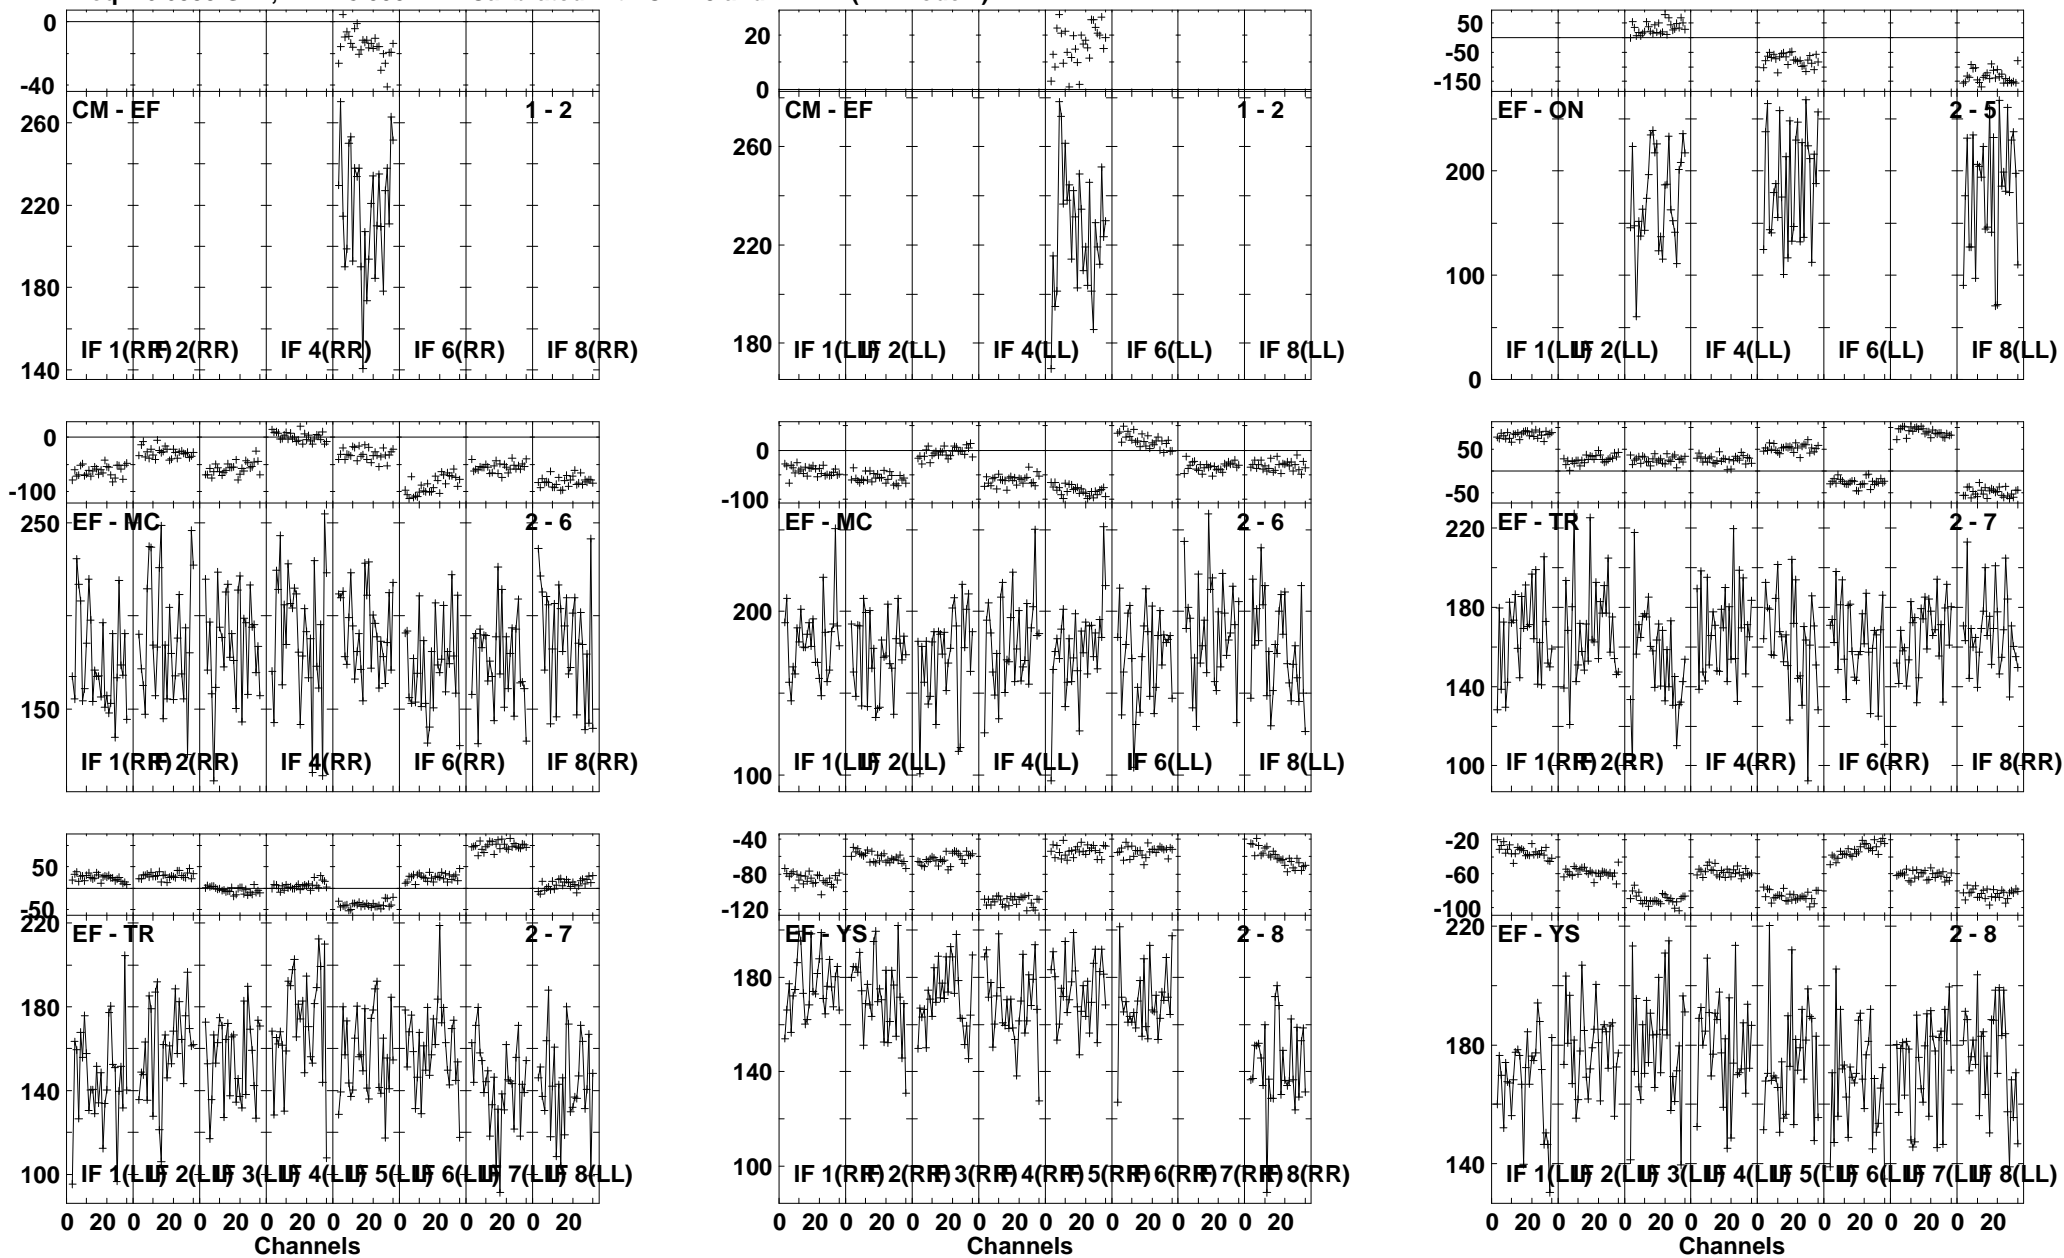 0
-40
CM - EF 1 - 2
260
220
180
140
IF 1(RR) IF 2(RR) IF 4(RR) IF 6(RR) IF 8(RR)
20
0
CM - EF 1 - 2
260
220
180
IF 1(LL) IF 2(LL) IF 4(LL) IF 6(LL) IF 8(LL)
50
-50
-150
EF - ON 2 - 5
200
100
0
IF 1(LL) IF 2(LL) IF 4(LL) IF 6(LL) IF 8(LL)
0
-100
EF - MC 2 - 6
250
150
IF 1(RR) IF 2(RR) IF 4(RR) IF 6(RR) IF 8(RR)
0
-100
EF - MC 2 - 6
200
100
IF 1(LL) IF 2(LL) IF 4(LL) IF 6(LL) IF 8(LL)
50
-50
EF - TR 2 - 7
220
180
140
100
IF 1(RR) IF 2(RR) IF 4(RR) IF 6(RR) IF 8(RR)
50
-50
EF - TR 2 - 7
220
180
140
100
IF 1(LL) IF 2(LL) IF 3(LL) IF 4(LL) IF 5(LL) IF 6(LL) IF 7(LL) IF 8(LL)
0 20 0 20 0 20 0 20 0 20 0 20 0 20 0 20
Channels
-40
-80
-120
EF - YS 2 - 8
180
140
100
IF 1(RR) IF 2(RR) IF 3(RR) IF 4(RR) IF 5(RR) IF 6(RR) IF 7(RR) IF 8(RR)
0 20 0 20 0 20 0 20 0 20 0 20 0 20 0 20
Channels
-20
-60
-100
EF - YS 2 - 8
220
180
140
IF 1(LL) IF 2(LL) IF 3(LL) IF 4(LL) IF 5(LL) IF 6(LL) IF 7(LL) IF 8(LL)
0 20 0 20 0 20 0 20 0 20 0 20 0 20 0 20
Channels